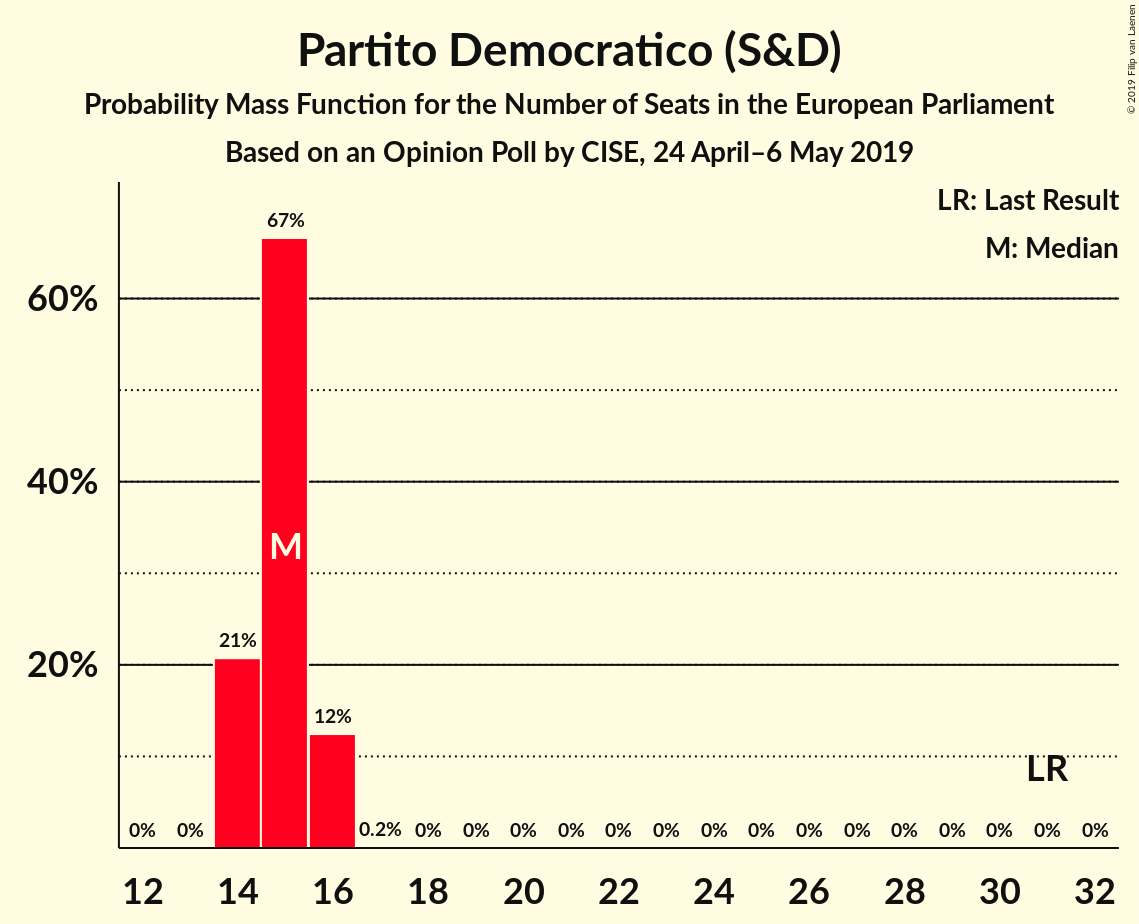 Partito Democratico (S&D)
Probability Mass Function for the Number of Seats in the European Parliament
Based on an Opinion Poll by CISE, 24 April–6 May 2019
© 2019 Filip van Laenen
LR: Last Result
M: Median
67%
60%
40%
M
21%
20%
12%
LR
0% 0% 0.2% 0% 0% 0% 0% 0% 0% 0% 0% 0% 0% 0% 0% 0% 0% 0%
12 14 16 18 20 22 24 26 28 30 32